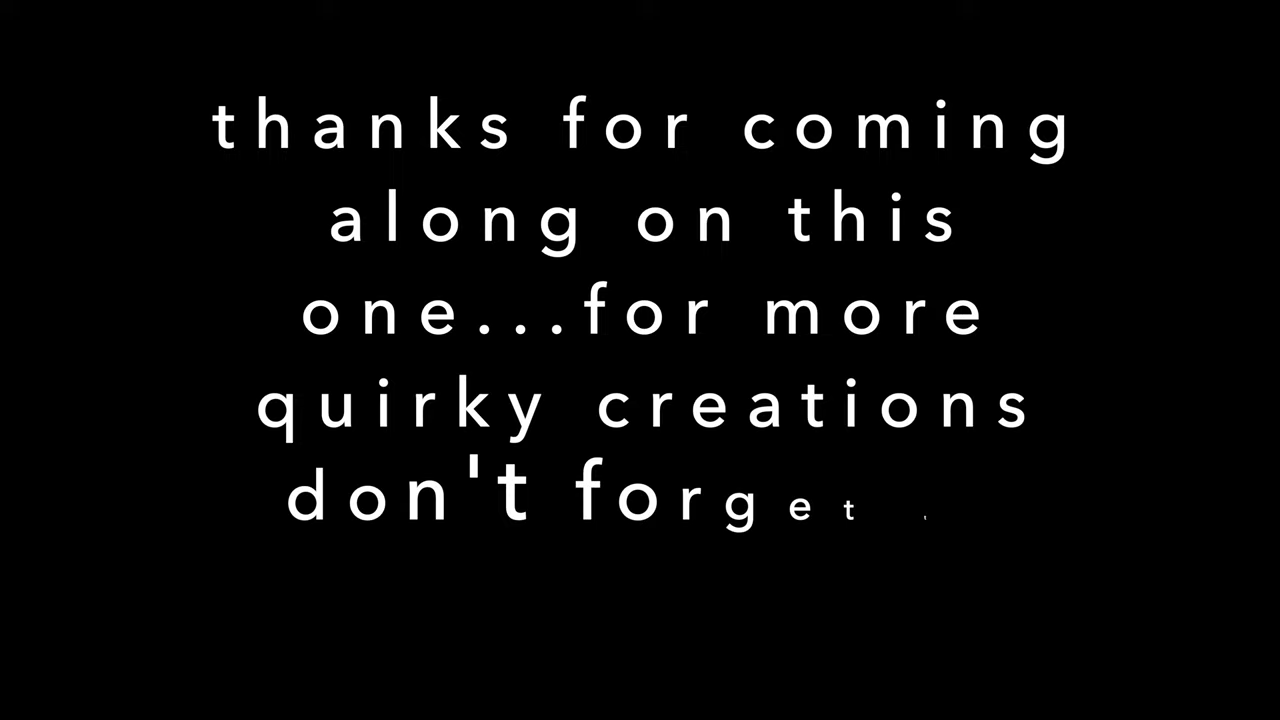 thanks for coming
along on this
one...for more
quirky creations
don't forget